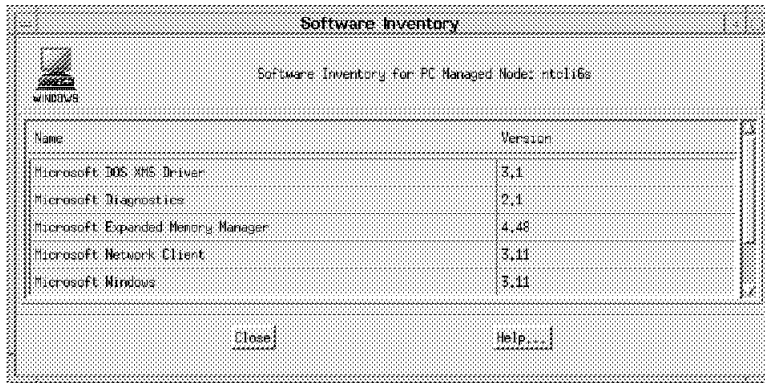 Software Inventory
Software Inventory for PC Managed Node: ntcli6s
WINDOWS
Name Version
Microsoft DOS XMS Driver 3.1
Microsoft Diagnostics 2.1
Microsoft Expanded Memory Manager 4.48
Microsoft Network Client 3.11
Microsoft Windows 3.11
Close Help...